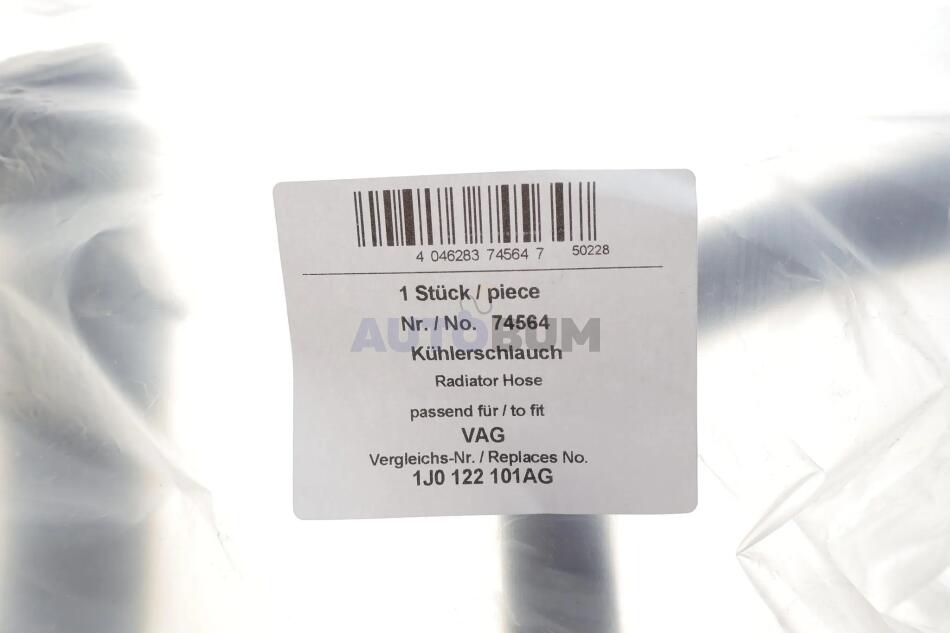 4 046283 74564 7 50228
1 Stück / piece
Nr. / No. 74564
AUTOBUM
Kühlerschlauch
Radiator Hose
passend für / to fit
VAG
Vergleichs-Nr. / Replaces No.
1J0 122 101AG